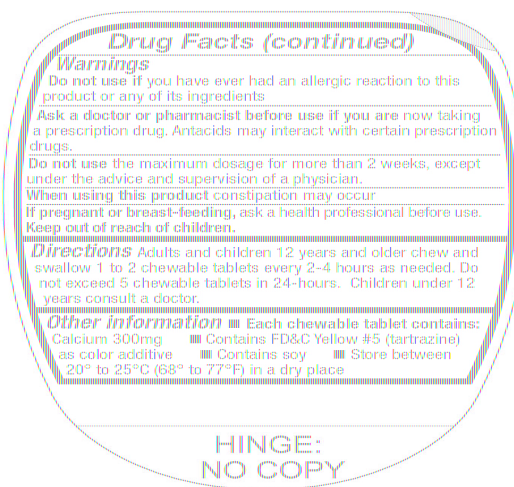 Drug Facts (continued)
Warnings
Do not use if you have ever had an allergic reaction to this
product or any of its ingredients
Ask a doctor or pharmacist before use if you are now taking
a prescription drug. Antacids may interact with certain prescription
drugs.
Do not use the maximum dosage for more than 2 weeks, except
under the advice and supervision of a physician.
When using this product constipation may occur
If pregnant or breast-feeding, ask a health professional before use.
Keep out of reach of children.
Directions Adults and children 12 years and older chew and
swallow 1 to 2 chewable tablets every 2-4 hours as needed. Do
not exceed 5 chewable tablets in 24-hours. Children under 12
years consult a doctor.
Other information ■ Each chewable tablet contains:
Calcium 300mg ■ Contains FD&C Yellow #5 (tartrazine)
as color additive ■ Contains soy ■ Store between
20° to 25°C (68° to 77°F) in a dry place
HINGE:
NO COPY